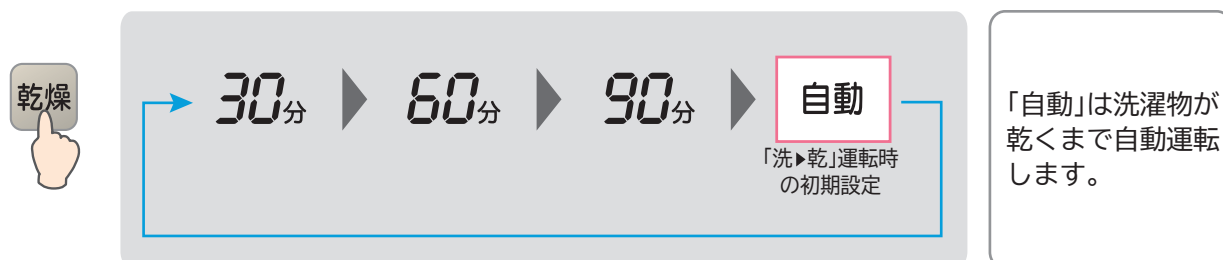 乾燥
30分 ▶ 60分 ▶ 90分 ▶ 自動
「洗▶乾」運転時
の初期設定
「自動」は洗濯物が
乾くまで自動運転
します。